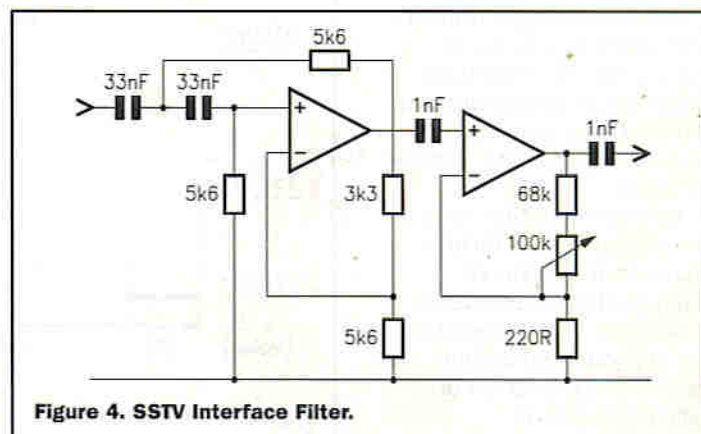 5k6
33nF 33nF
1nF
1nF
+
+
−
−
5k6
3k3
68k
100k
5k6
220R
Figure 4. SSTV Interface Filter.